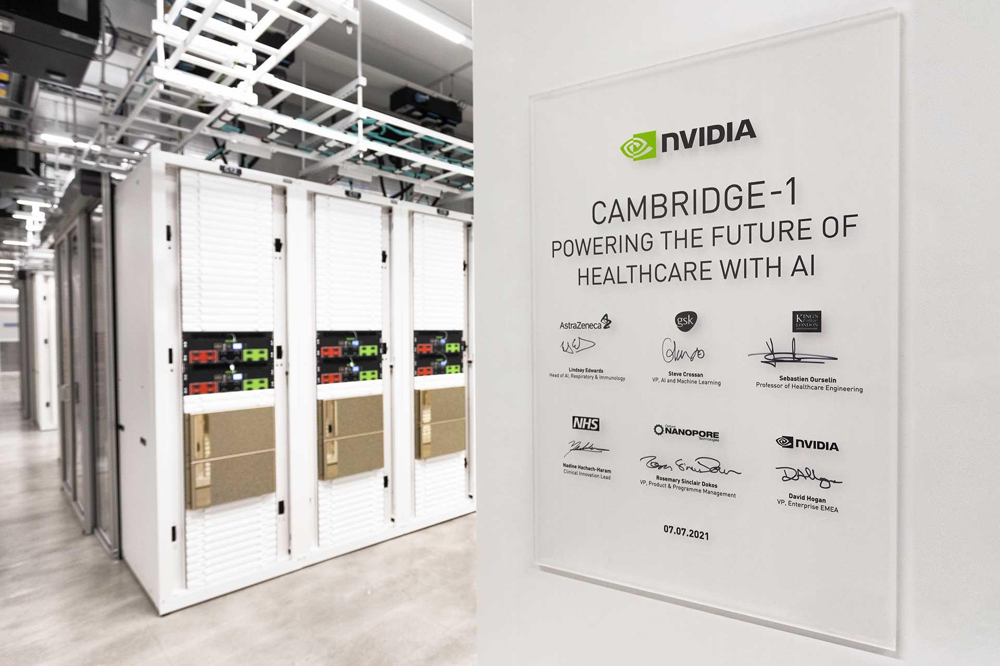 NVIDIA
CAMBRIDGE-1
POWERING THE FUTURE OF
HEALTHCARE WITH AI
AstraZeneca
Lindsay Edwards
Head of AI, Respiratory & Immunology
gsk
Steve Crossan
VP, AI and Machine Learning
KING'S
College
LONDON
Sebastien Ourselin
Professor of Healthcare Engineering
NHS
Nadine Hachach-Haram
Clinical Innovation Lead
Oxford
NANOPORE
Technologies
Rosemary Sinclair Dokos
VP, Product & Programme Management
NVIDIA
David Hogan
VP, Enterprise EMEA
07.07.2021